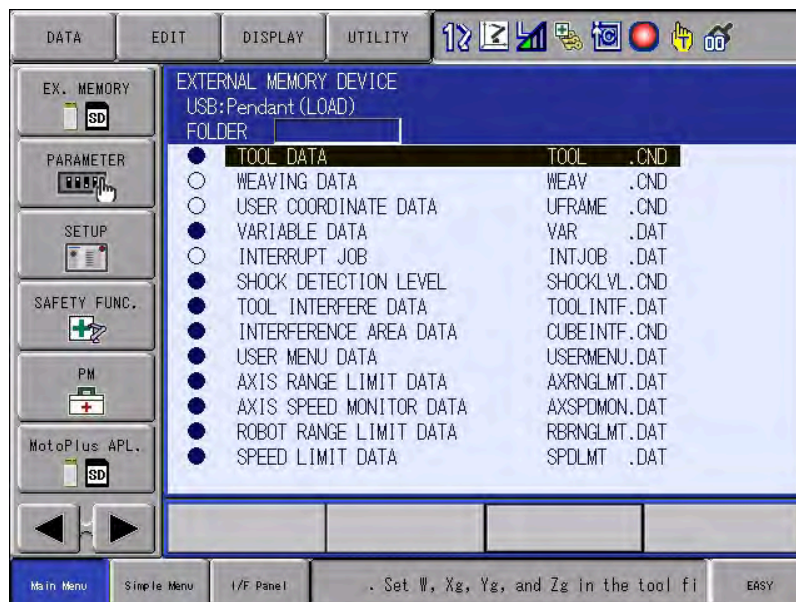 DATA EDIT DISPLAY UTILITY
EX. MEMORY
SD
PARAMETER
SETUP
SAFETY FUNC.
PM
MotoPlus APL.
SD
EXTERNAL MEMORY DEVICE
USB:Pendant(LOAD)
FOLDER
TOOL DATA TOOL .CND
WEAVING DATA WEAV .CND
USER COORDINATE DATA UFRAME .CND
VARIABLE DATA VAR .DAT
INTERRUPT JOB INTJOB .DAT
SHOCK DETECTION LEVEL SHOCKLVL.CND
TOOL INTERFERE DATA TOOLINTF.DAT
INTERFERENCE AREA DATA CUBEINTF.CND
USER MENU DATA USERMENU.DAT
AXIS RANGE LIMIT DATA AXRNGLMT.DAT
AXIS SPEED MONITOR DATA AXSPDMON.DAT
ROBOT RANGE LIMIT DATA RBRNGLMT.DAT
SPEED LIMIT DATA SPDLMT .DAT
Main Menu Simple Menu I/F Panel . Set W, Xg, Yg, and Zg in the tool fi EASY